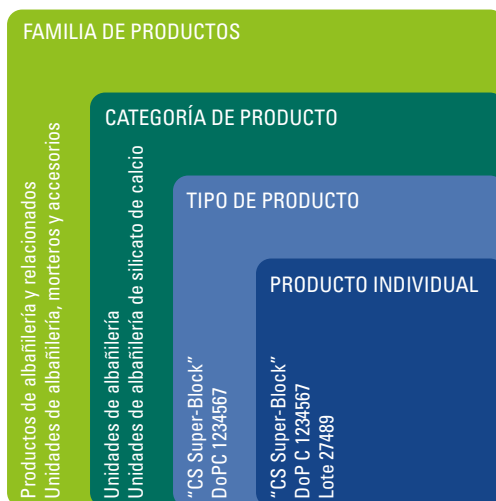 FAMILIA DE PRODUCTOS
Productos de albañilería y relacionados
Unidades de albañilería, morteros y accesorios
CATEGORÍA DE PRODUCTO
Unidades de albañilería
Unidades de albañilería de silicato de calcio
TIPO DE PRODUCTO
“CS Super-Block”
DoPC 1234567
PRODUCTO INDIVIDUAL
“CS Super-Block”
DoP C 1234567
Lote 27489